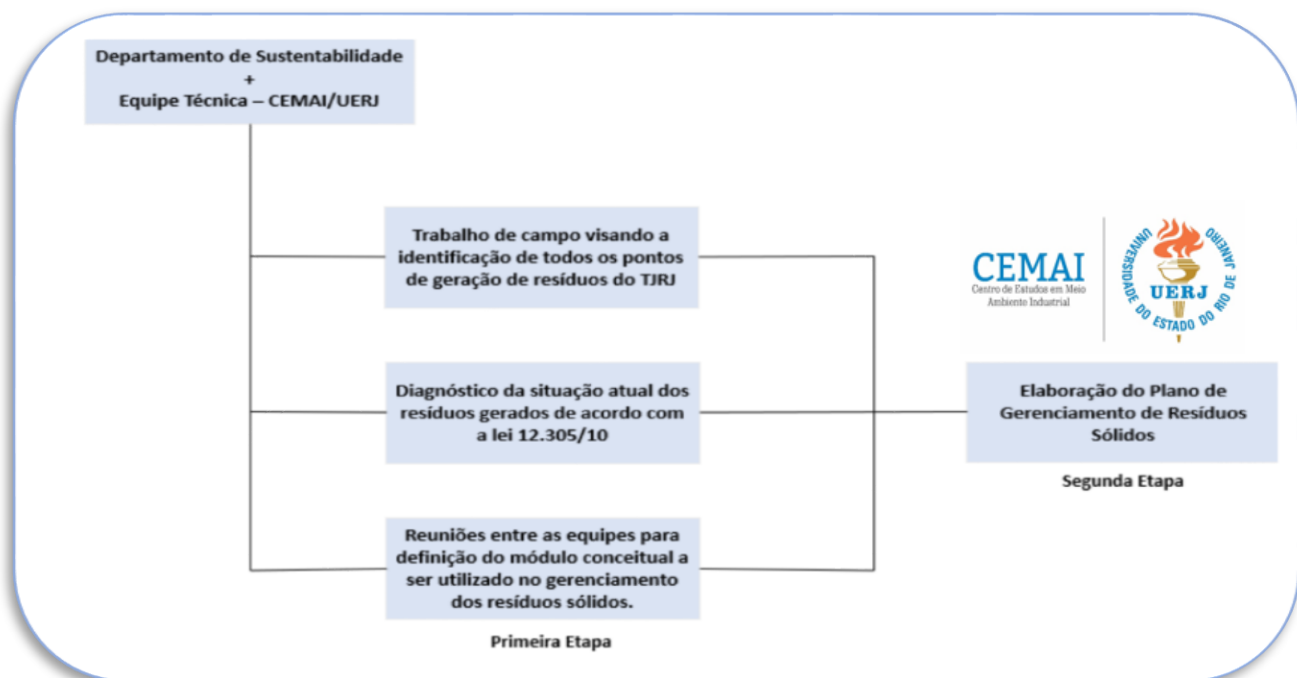 Departamento de Sustentabilidade
+
Equipe Técnica – CEMAI/UERJ
Trabalho de campo visando a
identificação de todos os pontos
de geração de resíduos do TJRJ
Diagnóstico da situação atual dos
resíduos gerados de acordo com
a lei 12.305/10
Reuniões entre as equipes para
definição do módulo conceitual a
ser utilizado no gerenciamento
dos resíduos sólidos.
Primeira Etapa
CEMAI
Centro de Estudos em Meio
Ambiente Industrial
UNIVERSIDADE DO ESTADO DO RIO DE JANEIRO
UERJ
Elaboração do Plano de
Gerenciamento de Resíduos
Sólidos
Segunda Etapa